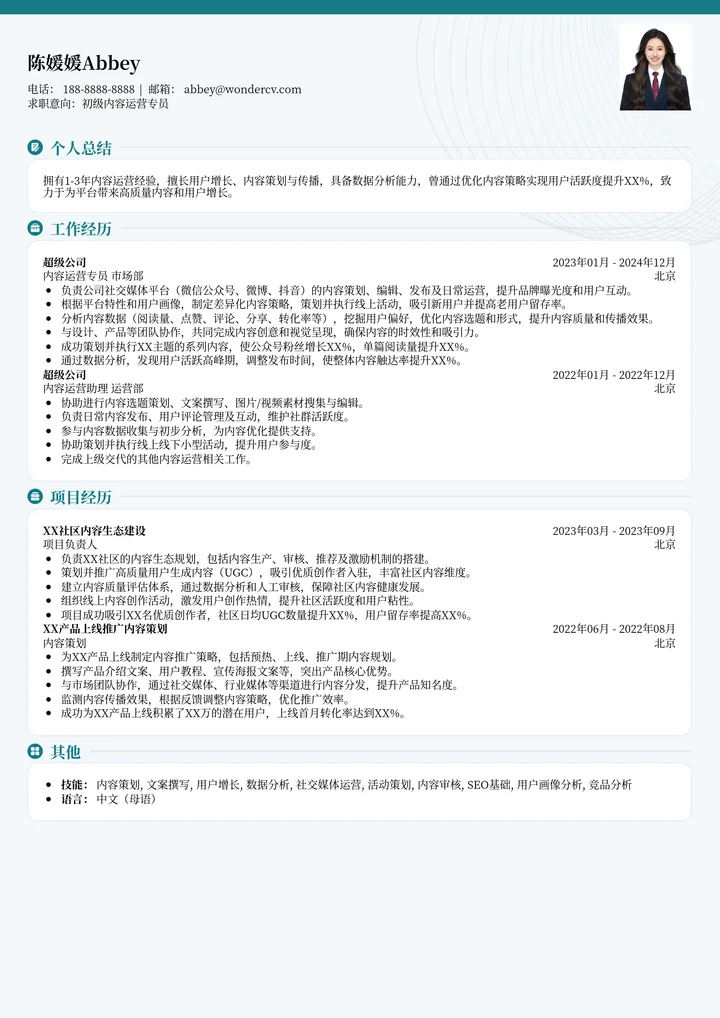 陈媛媛Abbey
电话： 188-8888-8888 | 邮箱： abbey@wondercv.com
求职意向：初级内容运营专员
个人总结
拥有1-3年内容运营经验，擅长用户增长、内容策划与传播，具备数据分析能力，曾通过优化内容策略实现用户活跃度提升XX%，致
力于为平台带来高质量内容和用户增长。
工作经历
超级公司 2023年01月 - 2024年12月
内容运营专员 市场部 北京
• 负责公司社交媒体平台（微信公众号、微博、抖音）的内容策划、编辑、发布及日常运营，提升品牌曝光度和用户互动。
• 根据平台特性和用户画像，制定差异化内容策略，策划并执行线上活动，吸引新用户并提高老用户留存率。
• 分析内容数据（阅读量、点赞、评论、分享、转化率等），挖掘用户偏好，优化内容选题和形式，提升内容质量和传播效果。
• 与设计、产品等团队协作，共同完成内容创意和视觉呈现，确保内容的时效性和吸引力。
• 成功策划并执行XX主题的系列内容，使公众号粉丝增长XX%，单篇阅读量提升XX%。
• 通过数据分析，发现用户活跃高峰期，调整发布时间，使整体内容触达率提升XX%。
超级公司 2022年01月 - 2022年12月
内容运营助理 运营部 北京
• 协助进行内容选题策划、文案撰写、图片/视频素材搜集与编辑。
• 负责日常内容发布、用户评论管理及互动，维护社群活跃度。
• 参与内容数据收集与初步分析，为内容优化提供支持。
• 协助策划并执行线上线下小型活动，提升用户参与度。
• 完成上级交代的其他内容运营相关工作。
项目经历
XX社区内容生态建设 2023年03月 - 2023年09月
项目负责人 北京
• 负责XX社区的内容生态规划，包括内容生产、审核、推荐及激励机制的搭建。
• 策划并推广高质量用户生成内容（UGC），吸引优质创作者入驻，丰富社区内容维度。
• 建立内容质量评估体系，通过数据分析和人工审核，保障社区内容健康发展。
• 组织线上内容创作活动，激发用户创作热情，提升社区活跃度和用户粘性。
• 项目成功吸引XX名优质创作者，社区日均UGC数量提升XX%，用户留存率提高XX%。
XX产品上线推广内容策划 2022年06月 - 2022年08月
内容策划 北京
• 为XX产品上线制定内容推广策略，包括预热、上线、推广期内容规划。
• 撰写产品介绍文案、用户教程、宣传海报文案等，突出产品核心优势。
• 与市场团队协作，通过社交媒体、行业媒体等渠道进行内容分发，提升产品知名度。
• 监测内容传播效果，根据反馈调整内容策略，优化推广效率。
• 成功为XX产品上线积累了XX万的潜在用户，上线首月转化率达到XX%。
其他
• 技能： 内容策划, 文案撰写, 用户增长, 数据分析, 社交媒体运营, 活动策划, 内容审核, SEO基础, 用户画像分析, 竞品分析
• 语言： 中文（母语）